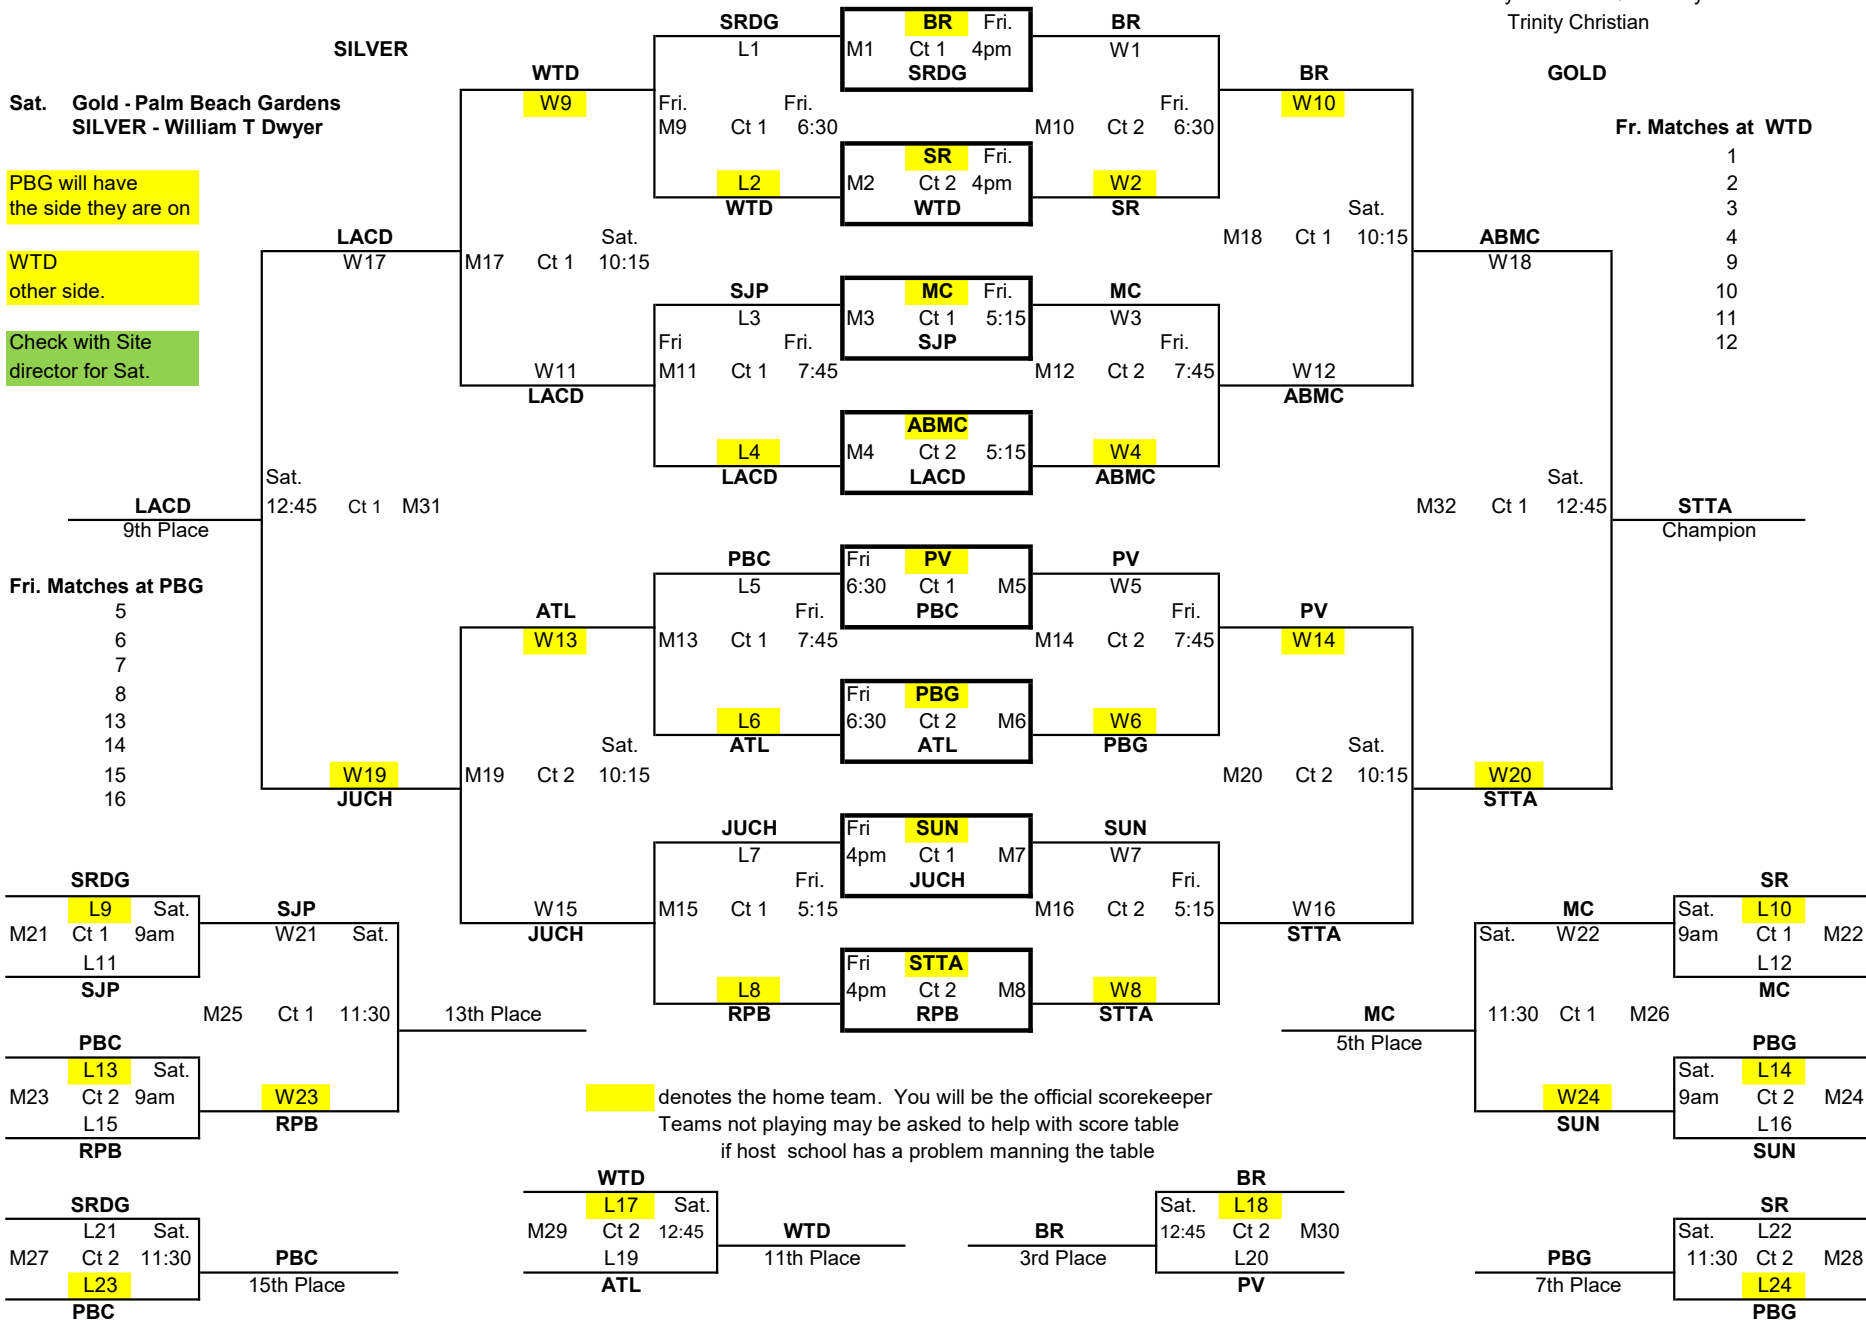 Trinity Christian
SRDG BR Fri. BR
SILVER L1 M1 Ct 1 4pm W1
WTD SRDG BR GOLD
Sat. Gold - Palm Beach Gardens W9 Fri. Fri. Fri. W10
SILVER - William T Dwyer M9 Ct 1 6:30 M10 Ct 2 6:30 Fr. Matches at WTD
SR Fri. 1
PBG will have L2 M2 Ct 2 4pm W2 2
the side they are on WTD WTD SR Sat. 3
LACD Sat. M18 Ct 1 10:15 ABMC 4
WTD W17 M17 Ct 1 10:15 W18 9
other side. SJP MC Fri. MC 10
L3 M3 Ct 1 5:15 W3 11
Check with Site Fri Fri. SJP Fri. 12
director for Sat. W11 M11 Ct 1 7:45 M12 Ct 2 7:45 W12
LACD ABMC
ABMC
L4 M4 Ct 2 5:15 W4
Sat. LACD LACD ABMC Sat.
LACD 12:45 Ct 1 M31 M32 Ct 1 12:45 STTA
9th Place Champion
PBC Fri PV PV
Fri. Matches at PBG L5 6:30 Ct 1 M5 W5
5 ATL Fri. PBC Fri. PV
6 W13 M13 Ct 1 7:45 M14 Ct 2 7:45 W14
7
8 Fri PBG
13 L6 6:30 Ct 2 M6 W6
14 Sat. ATL ATL PBG Sat.
15 W19 M19 Ct 2 10:15 M20 Ct 2 10:15 W20
16 JUCH STTA
JUCH Fri SUN SUN
L7 4pm Ct 1 M7 W7
SRDG Fri. JUCH Fri. SR
L9 Sat. SJP W15 M15 Ct 1 5:15 M16 Ct 2 5:15 W16 MC Sat. L10
M21 Ct 1 9am W21 Sat. JUCH STTA Sat. W22 9am Ct 1 M22
L11 Fri STTA L12
SJP L8 4pm Ct 2 M8 W8 MC
M25 Ct 1 11:30 13th Place RPB RPB STTA MC 11:30 Ct 1 M26
PBC 5th Place PBG
L13 Sat. Sat. L14
M23 Ct 2 9am W23 denotes the home team. You will be the official scorekeeper W24 9am Ct 2 M24
L15 RPB Teams not playing may be asked to help with score table SUN L16
RPB if host school has a problem manning the table SUN
WTD BR
SRDG L17 Sat. Sat. L18 SR
L21 Sat. M29 Ct 2 12:45 WTD BR 12:45 Ct 2 M30 Sat. L22
M27 Ct 2 11:30 PBC L19 11th Place 3rd Place L20 PBG 11:30 Ct 2 M28
L23 15th Place ATL PV 7th Place L24
PBC PBG